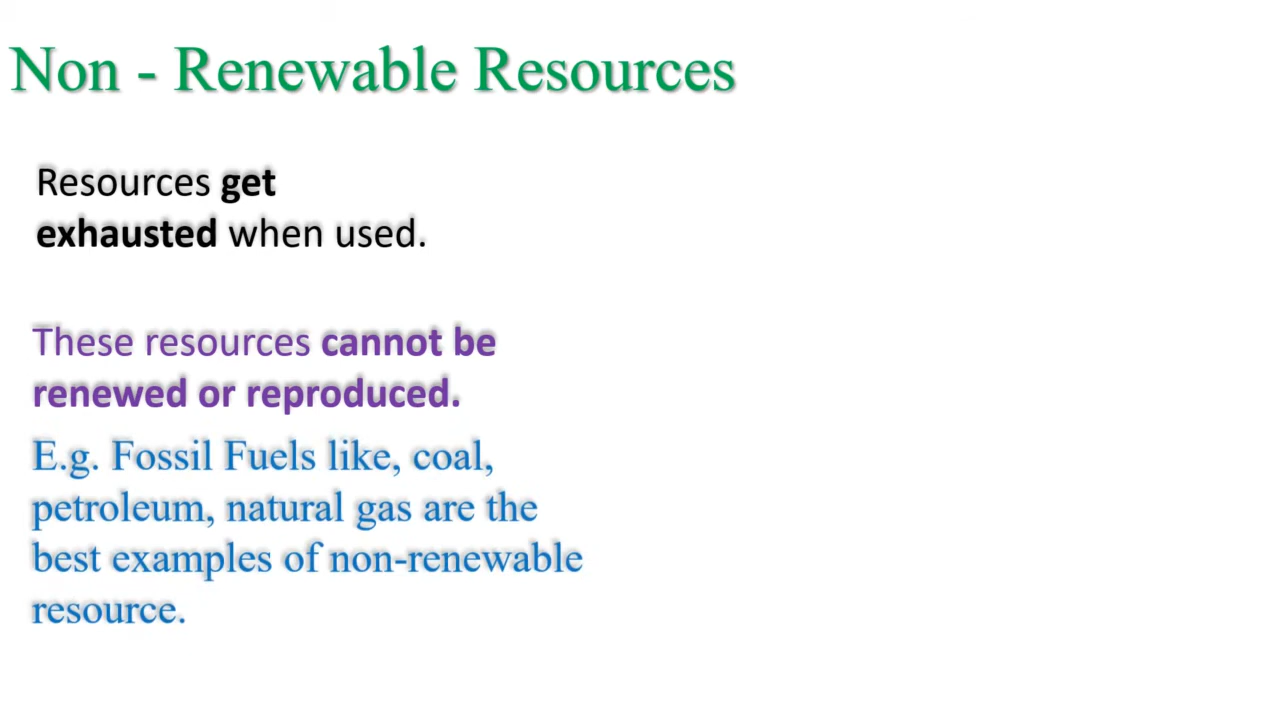 Non - Renewable Resources
Resources get
exhausted when used.
These resources cannot be
renewed or reproduced.
E.g. Fossil Fuels like, coal,
petroleum, natural gas are the
best examples of non-renewable
resource.